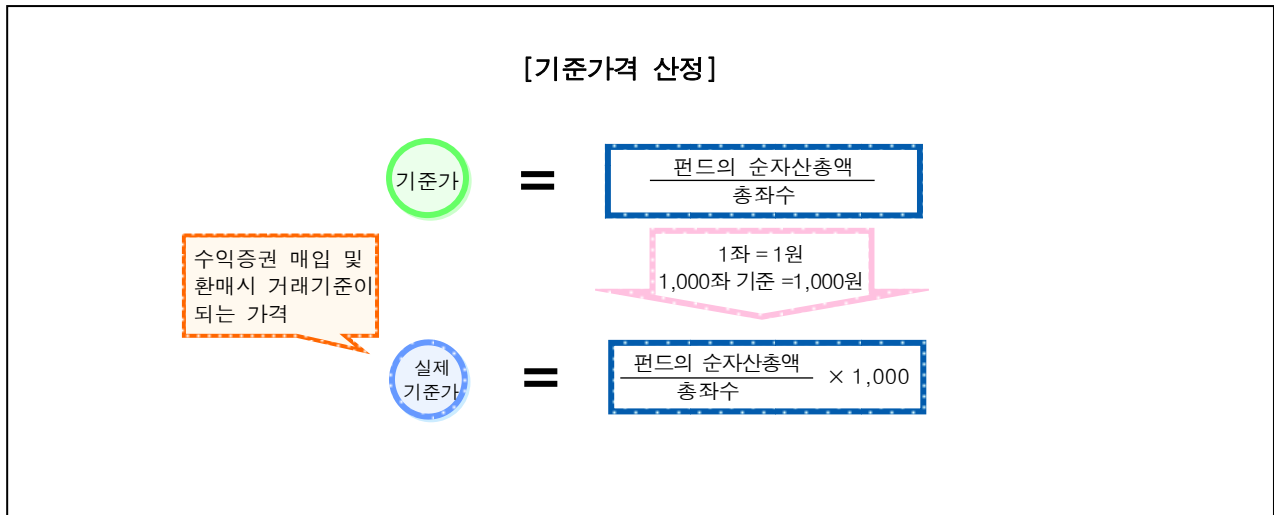 [기준가격 산정]
기준가
=
펀드의 순자산총액
총좌수
수익증권 매입 및
환매시 거래기준이
되는 가격
1좌 = 1원
1,000좌 기준 =1,000원
실제
기준가
=
펀드의 순자산총액
총좌수
× 1,000